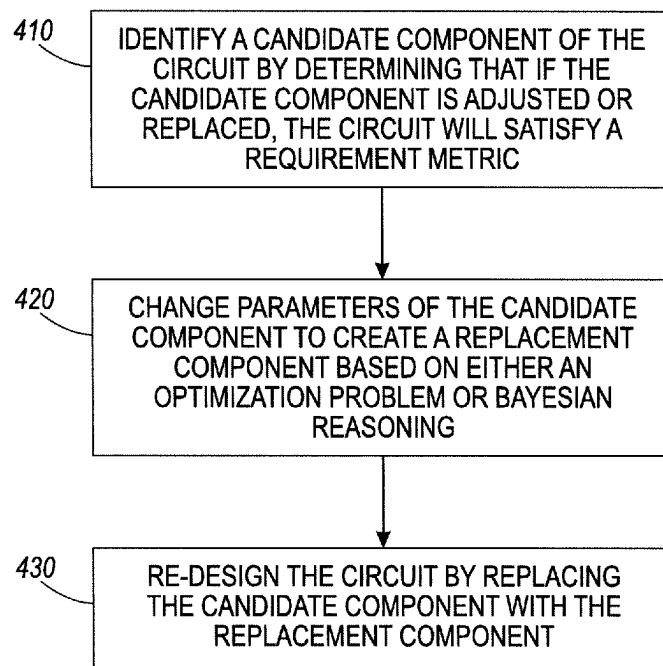 410
IDENTIFY A CANDIDATE COMPONENT OF THE
CIRCUIT BY DETERMINING THAT IF THE
CANDIDATE COMPONENT IS ADJUSTED OR
REPLACED, THE CIRCUIT WILL SATISFY A
REQUIREMENT METRIC
420
CHANGE PARAMETERS OF THE CANDIDATE
COMPONENT TO CREATE A REPLACEMENT
COMPONENT BASED ON EITHER AN
OPTIMIZATION PROBLEM OR BAYESIAN
REASONING
430
RE-DESIGN THE CIRCUIT BY REPLACING
THE CANDIDATE COMPONENT WITH THE
REPLACEMENT COMPONENT